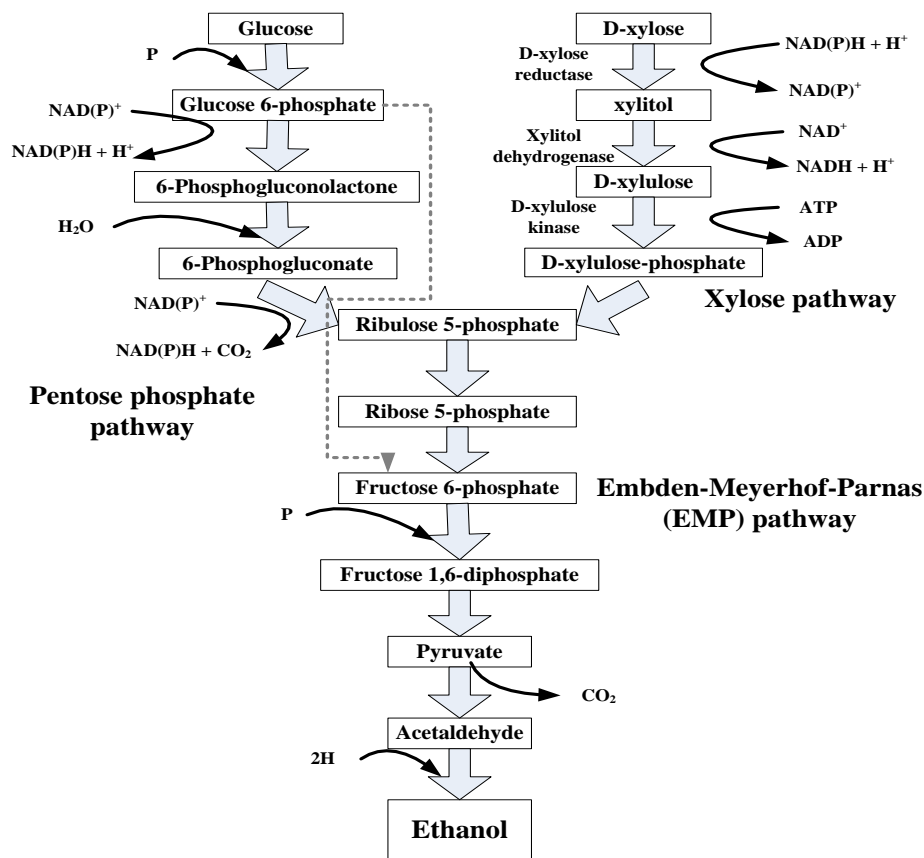 Glucose
P
Glucose 6-phosphate
NAD(P)⁺
NAD(P)H + H⁺
6-Phosphogluconolactone
H₂O
6-Phosphogluconate
NAD(P)⁺
NAD(P)H + CO₂
Pentose phosphate
pathway
D-xylose
D-xylose
reductase
NAD(P)H + H⁺
NAD(P)⁺
xylitol
Xylitol
dehydrogenase
NAD⁺
NADH + H⁺
D-xylulose
D-xylulose
kinase
ATP
ADP
D-xylulose-phosphate
Xylose pathway
Ribulose 5-phosphate
Ribose 5-phosphate
Fructose 6-phosphate
Embden-Meyerhof-Parnas
(EMP) pathway
P
Fructose 1,6-diphosphate
Pyruvate
CO₂
Acetaldehyde
2H
Ethanol